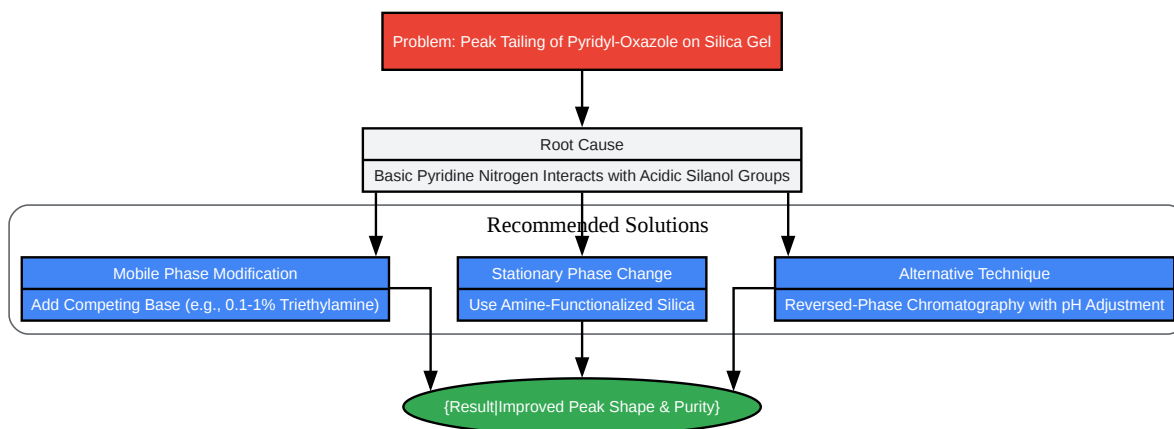 Problem: Peak Tailing of Pyridyl-Oxazole on Silica Gel
Root Cause
Basic Pyridine Nitrogen Interacts with Acidic Silanol Groups
Recommended Solutions
Mobile Phase Modification
Add Competing Base (e.g., 0.1-1% Triethylamine)
Stationary Phase Change
Use Amine-Functionalized Silica
Alternative Technique
Reversed-Phase Chromatography with pH Adjustment
{Result|Improved Peak Shape & Purity}